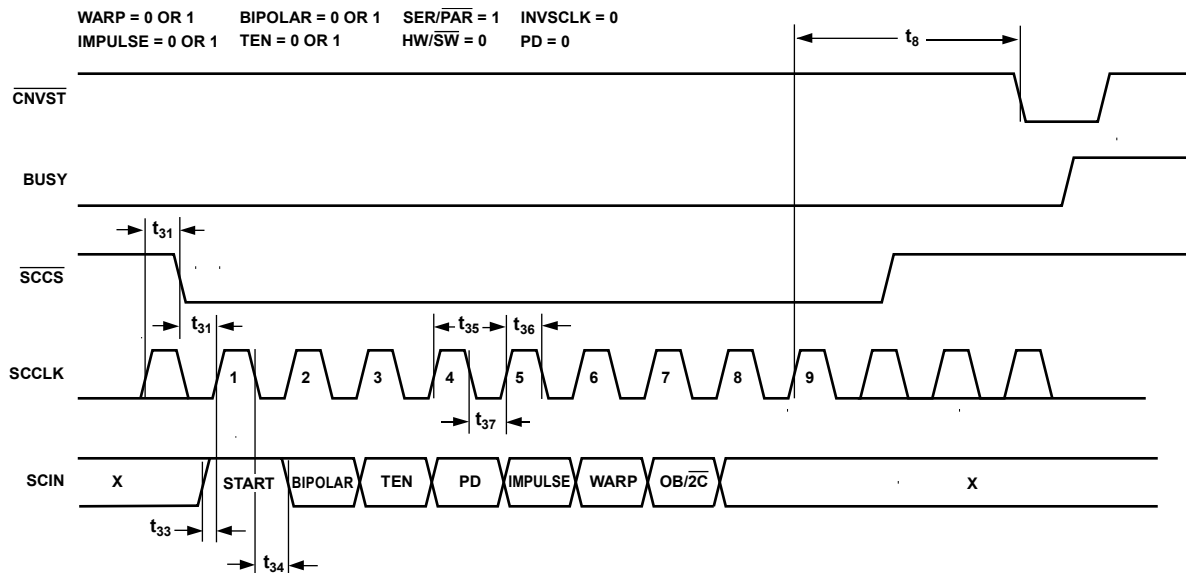 WARP = 0 OR 1 BIPOLAR = 0 OR 1 SER/PAR = 1 INVSCLK = 0
IMPULSE = 0 OR 1 TEN = 0 OR 1 HW/SW = 0 PD = 0
t8
CNVST
BUSY
t31
SCCS
t31 t35 t36
SCCLK 1 2 3 4 5 6 7 8 9
t37
SCIN X START BIPOLAR TEN PD IMPULSE WARP OB/2C X
t33
t34